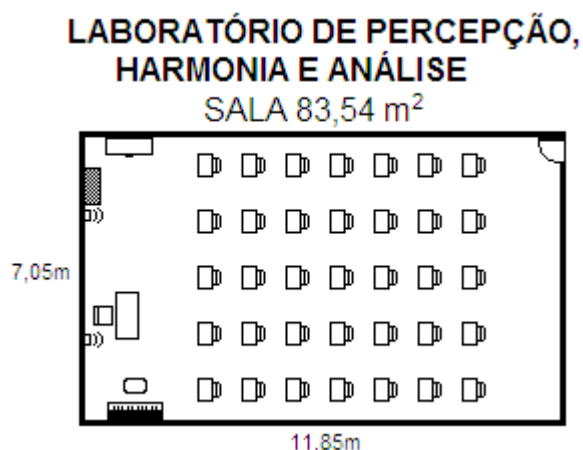 LABORATÓRIO DE PERCEPÇÃO,
HARMONIA E ANÁLISE
SALA 83,54 m²
7,05m
11,85m